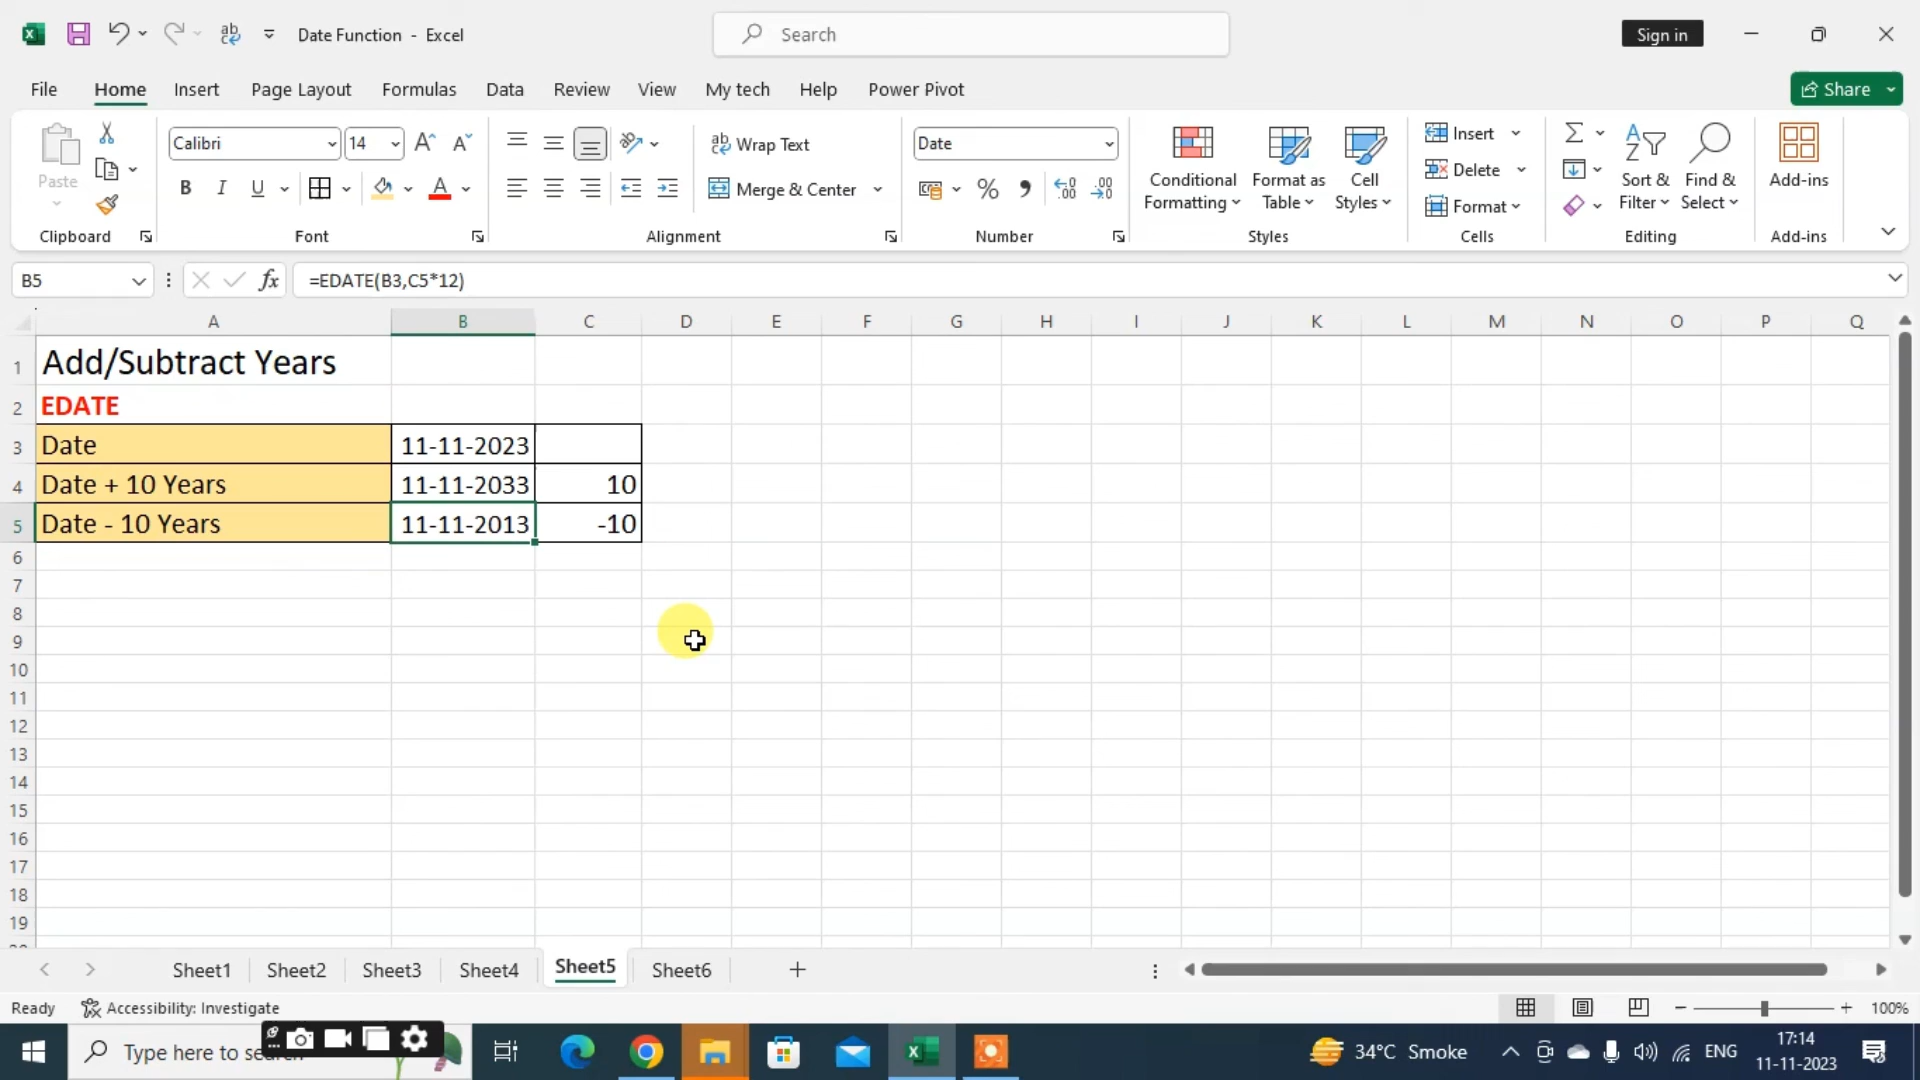 Date Function - Excel
Search
Sign in
File Home Insert Page Layout Formulas Data Review View My tech Help Power Pivot
Share
Paste
Clipboard
Calibri 14
B I U A
Font
Wrap Text
Merge & Center
Alignment
Date
%
Number
Conditional Formatting
Format as Table
Cell Styles
Styles
Insert
Delete
Format
Cells
Sort & Filter
Find & Select
Editing
Add-ins
Add-ins
B5 fx =EDATE(B3,C5*12)
A B C D E F G H I J K L M N O P Q
1 Add/Subtract Years
2 EDATE
3 Date 11-11-2023
4 Date + 10 Years 11-11-2033 10
5 Date - 10 Years 11-11-2013 -10
6
7
8
9
10
11
12
13
14
15
16
17
18
19
Sheet1 Sheet2 Sheet3 Sheet4 Sheet5 Sheet6 +
Ready Accessibility: Investigate 100%
Type here to search
34°C Smoke ENG
17:14
11-11-2023